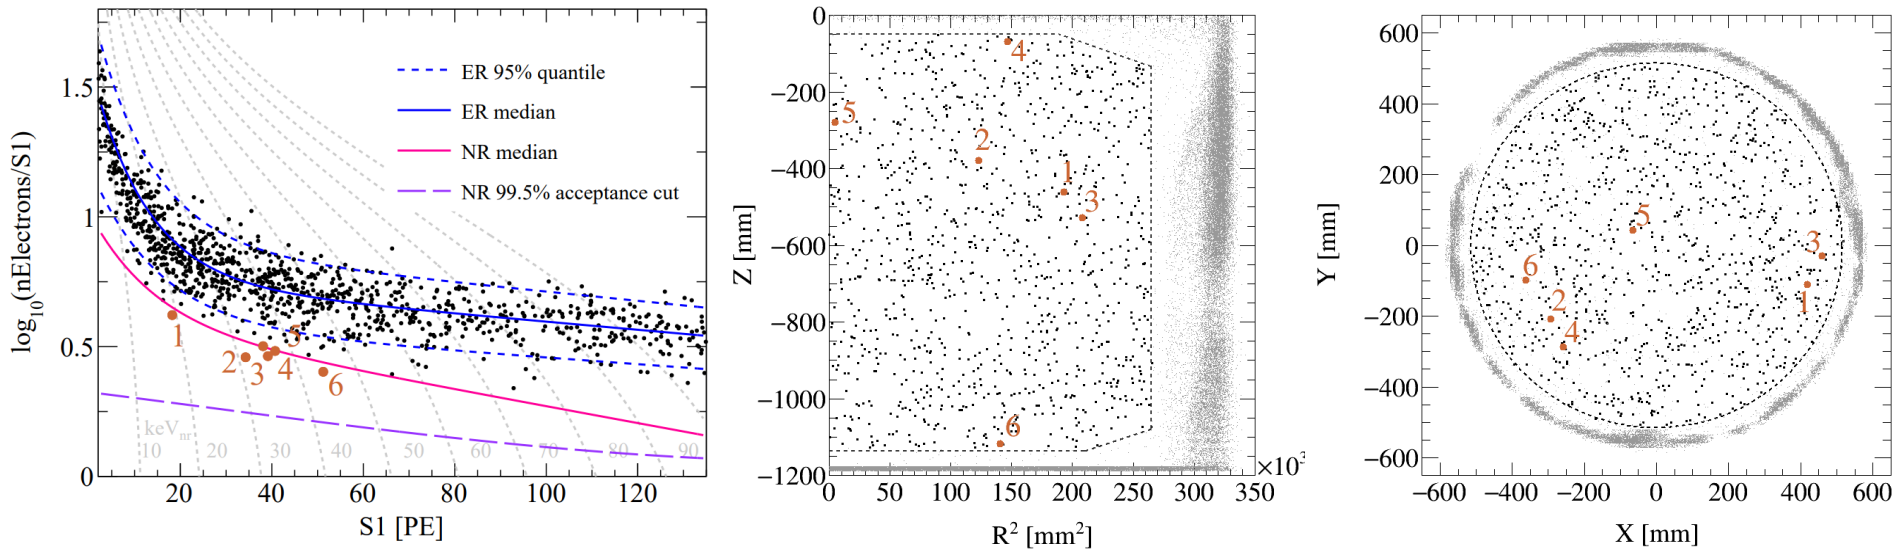 log10(nElectrons/S1)
1.5
1
0.5
0
ER 95% quantile
ER median
NR median
NR 99.5% acceptance cut
1
2
3
4
5
6
keVnr
10 20 30 40 50 60 70 80 90
20 40 60 80 100 120
S1 [PE]
Z [mm]
0
−200
−400
−600
−800
−1000
−1200
4
5
2
1
3
6
0 50 100 150 200 250 300 350
×10³
R² [mm²]
Y [mm]
600
400
200
0
−200
−400
−600
5
3
6
1
2
4
−600 −400 −200 0 200 400 600
X [mm]